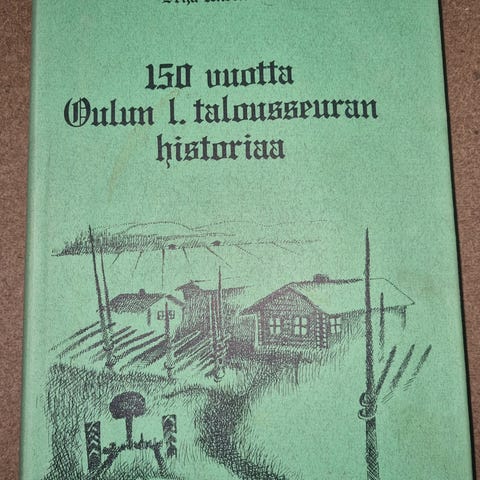 150 vuotta
Oulun l. talousseuran
historiaa